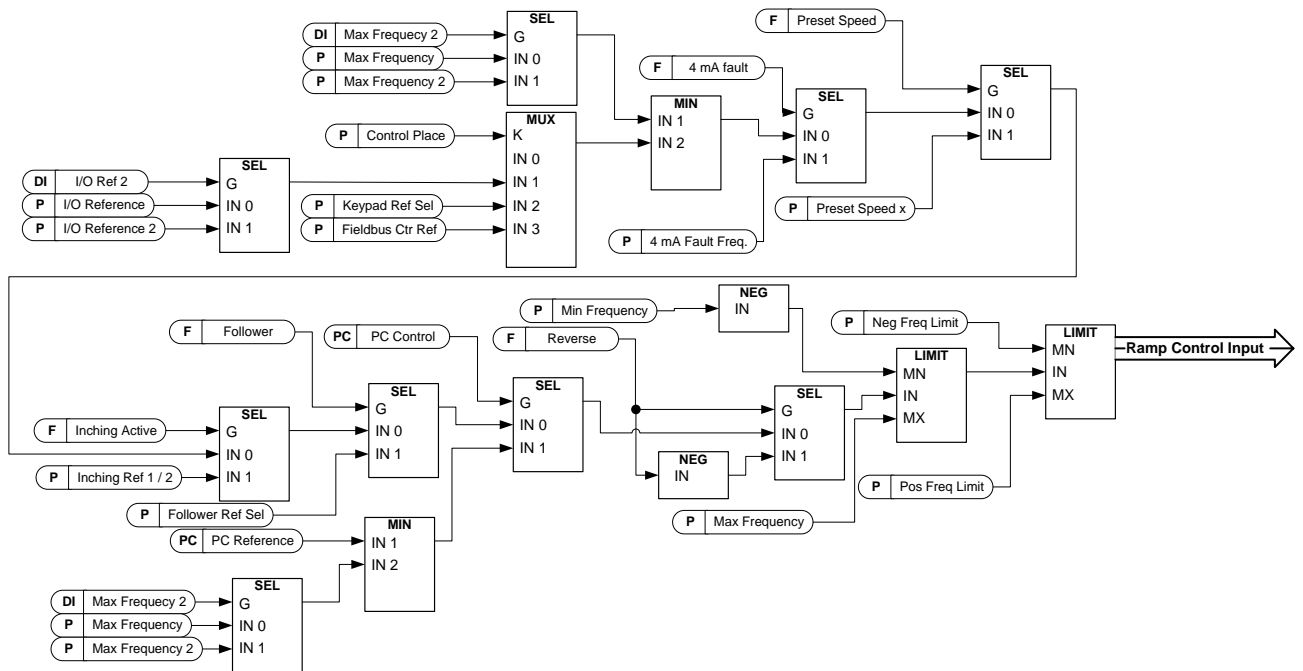 SEL
DI Max Frequecy 2
G
P Max Frequency
IN 0
P Max Frequency 2
IN 1
F Preset Speed
SEL
G
IN 0
IN 1
F 4 mA fault
SEL
G
IN 0
IN 1
MIN
IN 1
IN 2
MUX
P Control Place
K
IN 0
IN 1
P Keypad Ref Sel
IN 2
P Fieldbus Ctr Ref
IN 3
SEL
DI I/O Ref 2
G
P I/O Reference
IN 0
P I/O Reference 2
IN 1
P Preset Speed x
P 4 mA Fault Freq.
NEG
P Min Frequency
IN
F Follower
PC PC Control
F Reverse
P Neg Freq Limit
LIMIT
MN
IN
MX
Ramp Control Input
LIMIT
MN
IN
MX
SEL
G
IN 0
IN 1
SEL
G
IN 0
IN 1
SEL
G
IN 0
IN 1
SEL
F Inching Active
G
IN 0
P Inching Ref 1 / 2
IN 1
NEG
IN
P Pos Freq Limit
P Follower Ref Sel
P Max Frequency
MIN
PC PC Reference
IN 1
IN 2
SEL
DI Max Frequecy 2
G
P Max Frequency
IN 0
P Max Frequency 2
IN 1